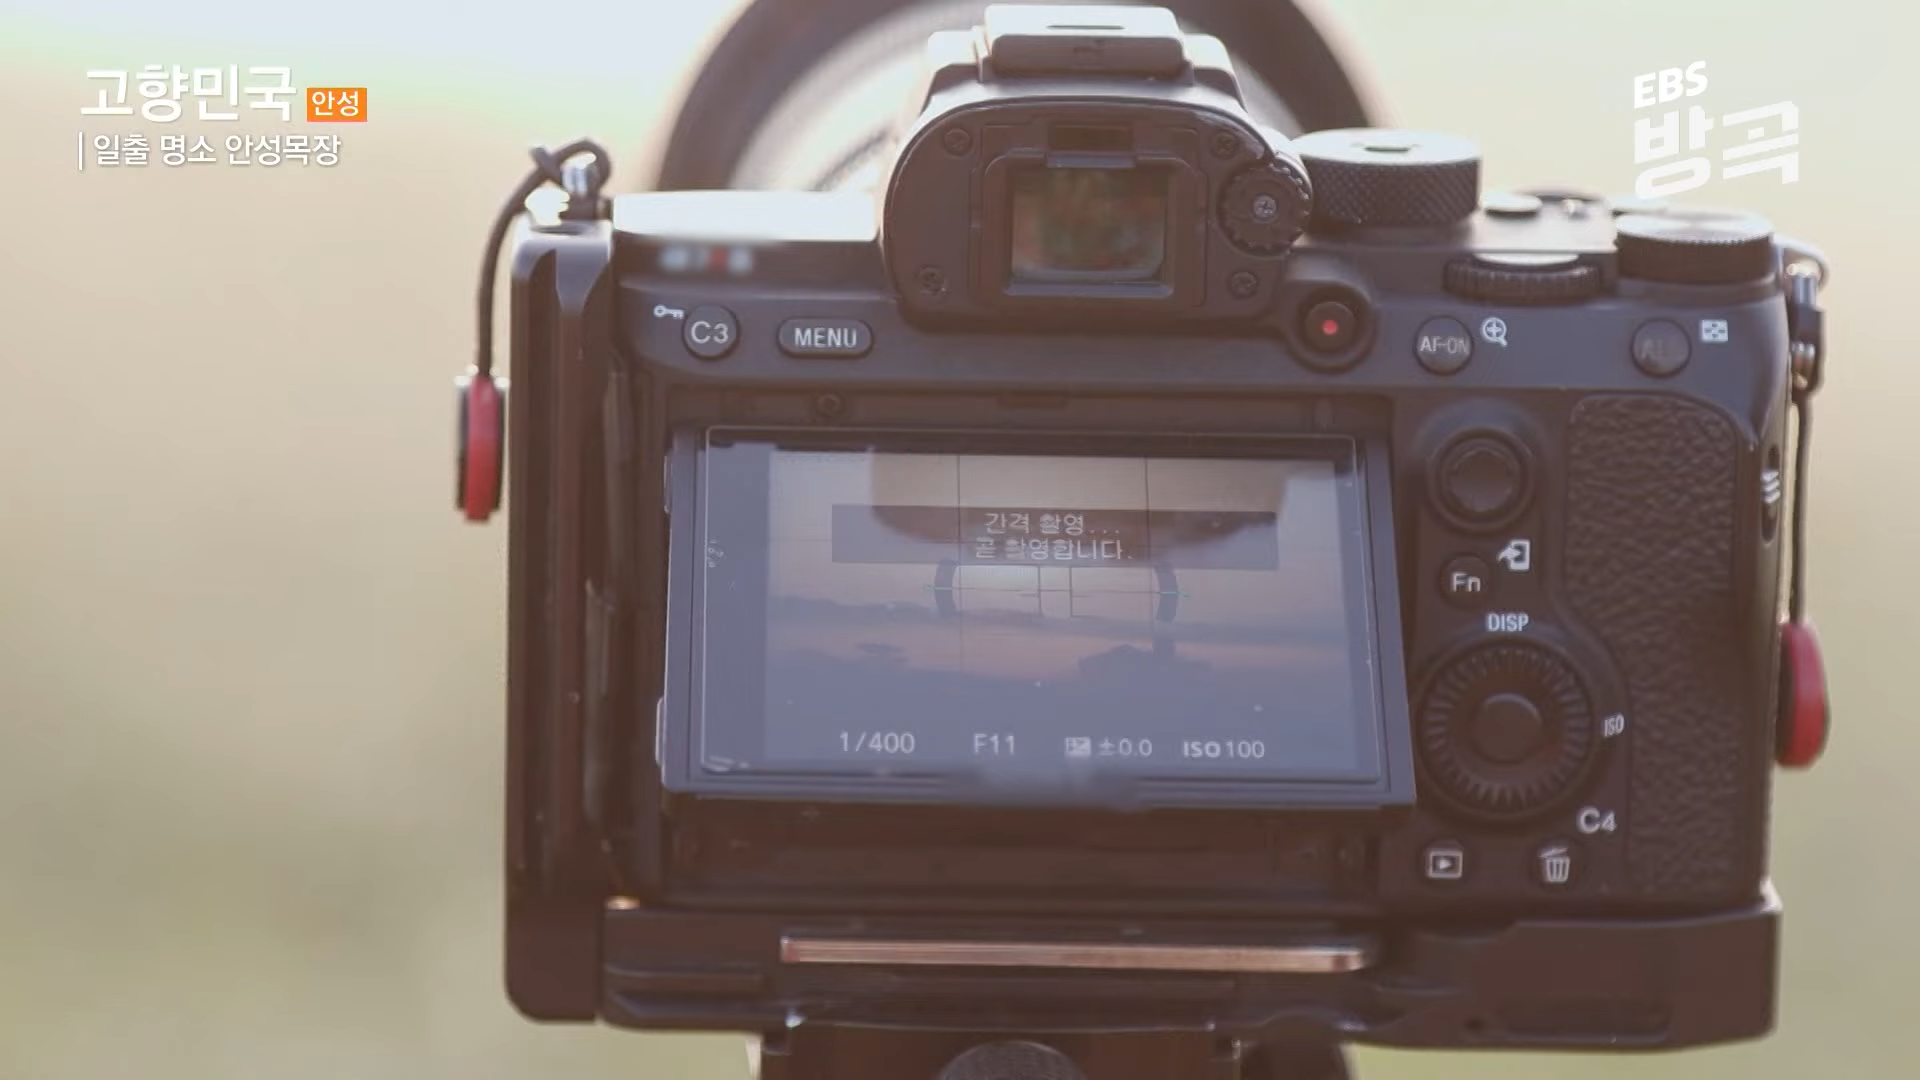 고향민국 안성
일출 명소 안성목장
EBS
방곡
C3
MENU
AF-ON
간격 촬영...
곧 촬영합니다.
Fn
DISP
ISO
1/400 F11 ±0.0 ISO 100
C4